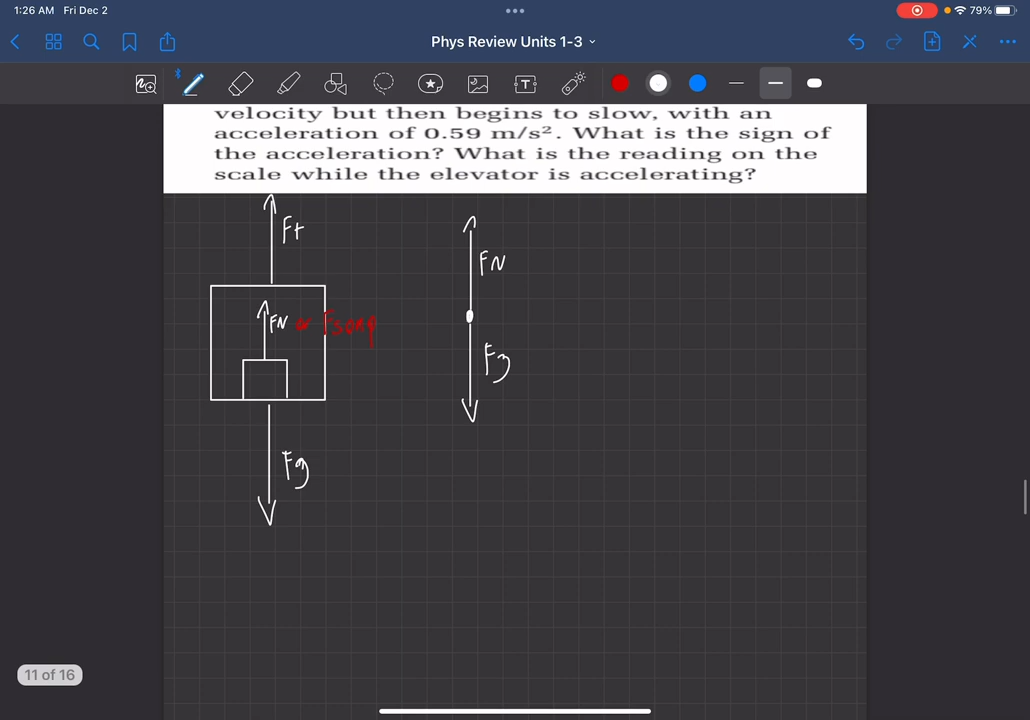 1:26 AM Fri Dec 2
79%
Phys Review Units 1-3
velocity but then begins to slow, with an
acceleration of 0.59 m/s². What is the sign of
the acceleration? What is the reading on the
scale while the elevator is accelerating?
Ft
FN
FN or
Fg
Fg
11 of 16